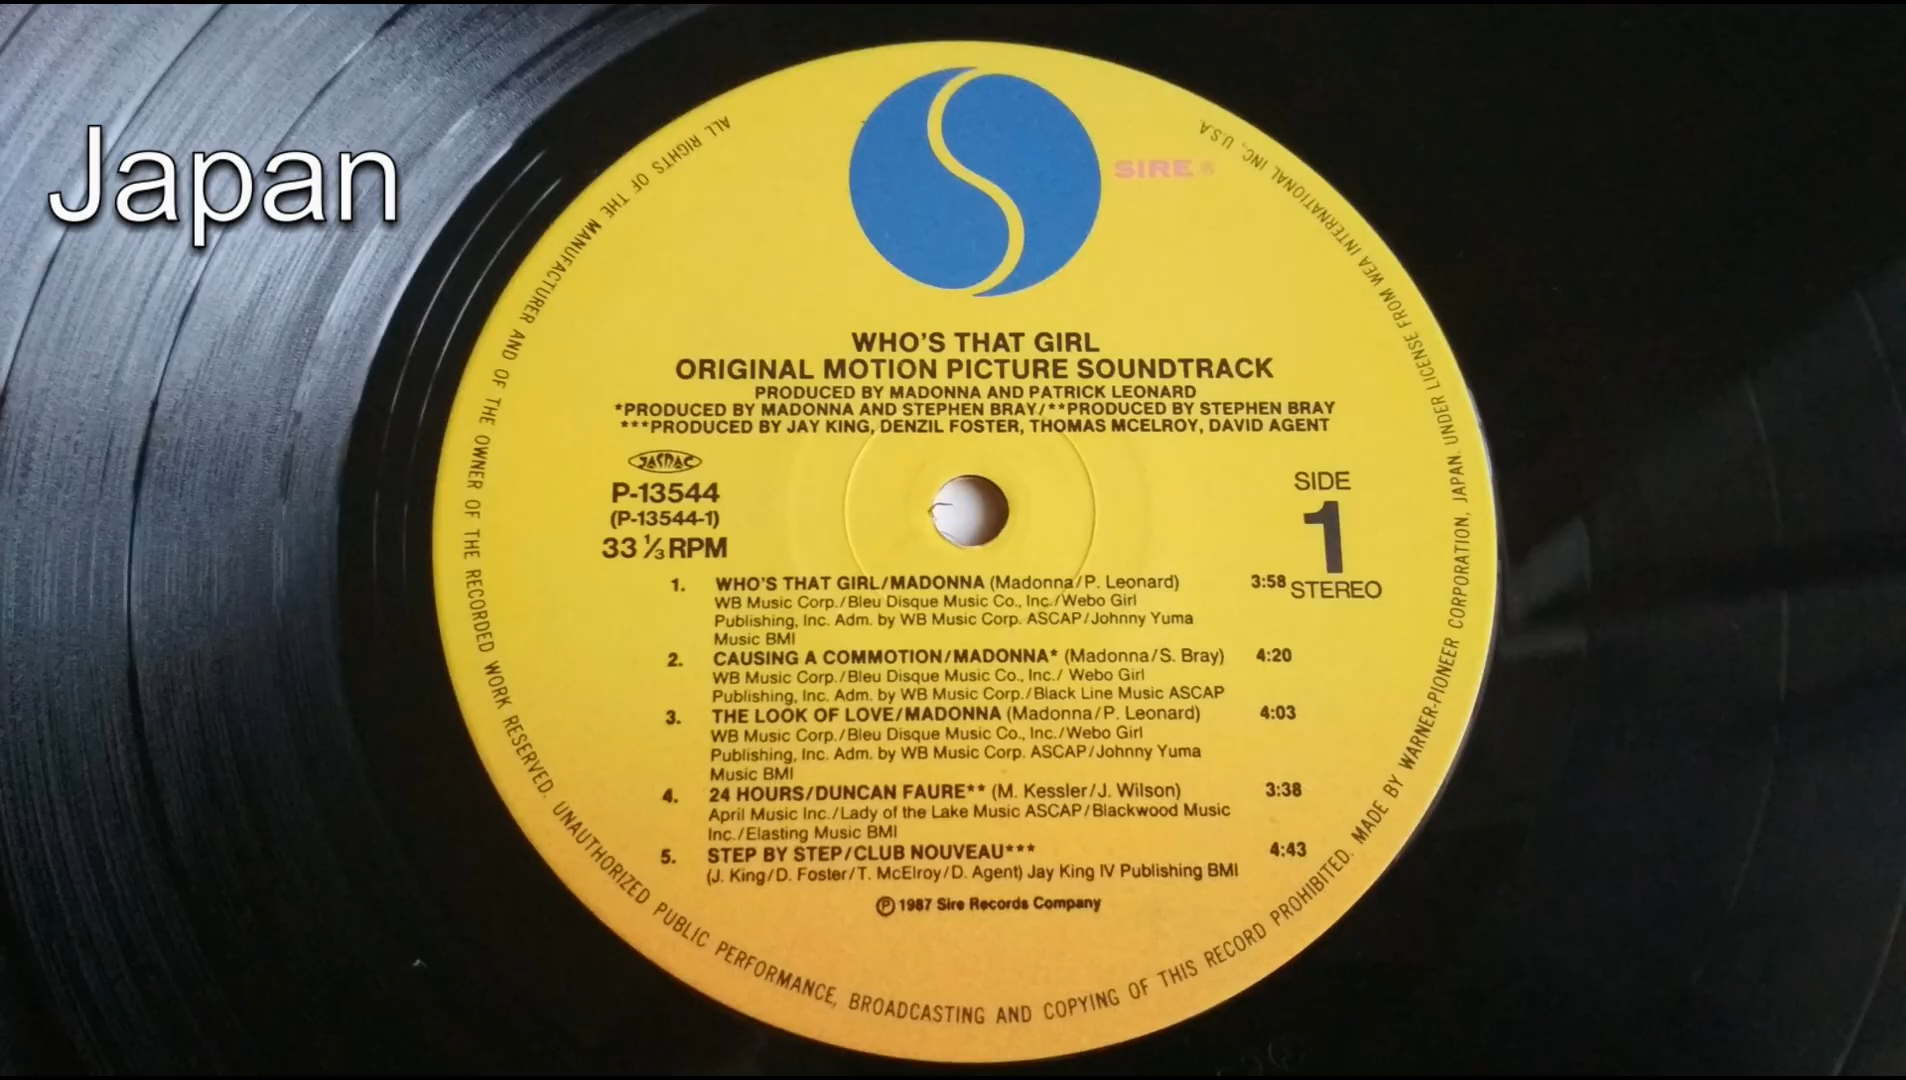 Japan
SIRE ®
WHO'S THAT GIRL
ORIGINAL MOTION PICTURE SOUNDTRACK
PRODUCED BY MADONNA AND PATRICK LEONARD
*PRODUCED BY MADONNA AND STEPHEN BRAY/**PRODUCED BY STEPHEN BRAY
***PRODUCED BY JAY KING, DENZIL FOSTER, THOMAS MCELROY, DAVID AGENT
JASRAC
P-13544
(P-13544-1)
33 ⅓ RPM
SIDE
1
STEREO
1. WHO'S THAT GIRL/MADONNA (Madonna/P. Leonard) 3:58
WB Music Corp./Bleu Disque Music Co., Inc./Webo Girl
Publishing, Inc. Adm. by WB Music Corp. ASCAP/Johnny Yuma
Music BMI
2. CAUSING A COMMOTION/MADONNA* (Madonna/S. Bray) 4:20
WB Music Corp./Bleu Disque Music Co., Inc./ Webo Girl
Publishing, Inc. Adm. by WB Music Corp./Black Line Music ASCAP
3. THE LOOK OF LOVE/MADONNA (Madonna/P. Leonard) 4:03
WB Music Corp./Bleu Disque Music Co., Inc./Webo Girl
Publishing, Inc. Adm. by WB Music Corp. ASCAP/Johnny Yuma
Music BMI
4. 24 HOURS/DUNCAN FAURE** (M. Kessler/J. Wilson) 3:38
April Music Inc./Lady of the Lake Music ASCAP/Blackwood Music
Inc./Elasting Music BMI
5. STEP BY STEP/CLUB NOUVEAU*** 4:43
(J. King/D. Foster/T. McElroy/D. Agent) Jay King IV Publishing BMI
℗ 1987 Sire Records Company
ALL RIGHTS OF THE MANUFACTURER AND OF THE OWNER OF THE RECORDED WORK RESERVED. UNAUTHORIZED PUBLIC PERFORMANCE, BROADCASTING AND COPYING OF THIS RECORD PROHIBITED. MADE BY WARNER-PIONEER CORPORATION, JAPAN. UNDER LICENSE FROM WEA INTERNATIONAL INC., U.S.A.